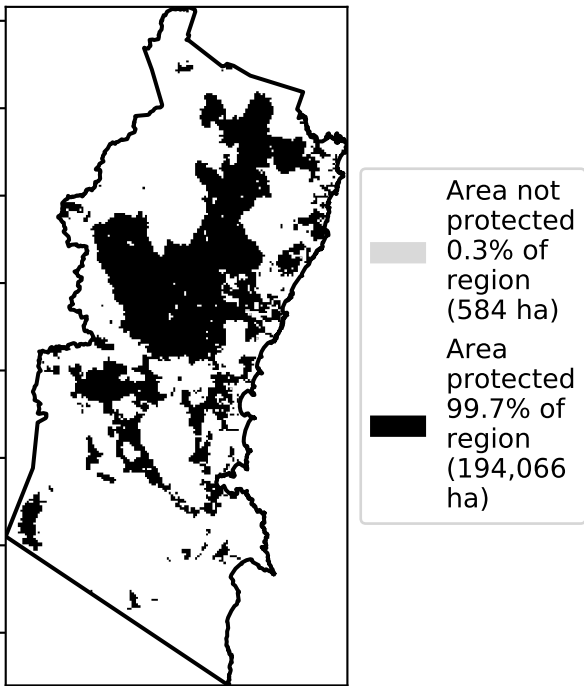 Area not
protected
0.3% of
region
(584 ha)
Area
protected
99.7% of
region
(194,066
ha)